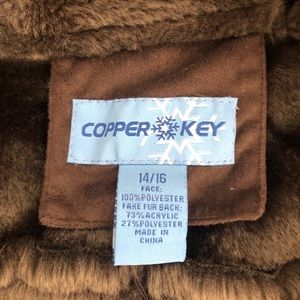 COPPER KEY
14/16
FACE:
100%POLYESTER
FAKE FUR BACK:
73%ACRYLIC
27%POLYESTER
MADE IN
CHINA